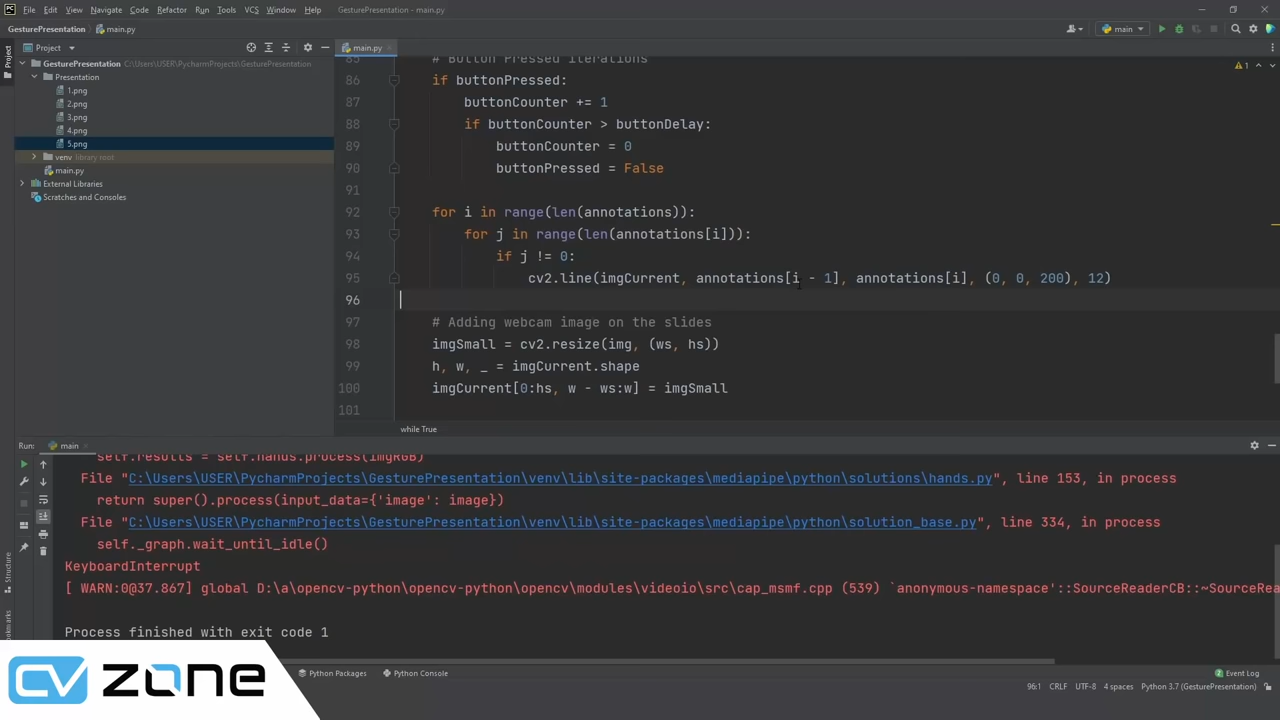 File Edit View Navigate Code Refactor Run Tools VCS Window Help GesturePresentation - main.py
GesturePresentation main.py main
Project main.py
GesturePresentation C:\Users\USER\PycharmProjects\GesturePresentation
Presentation
1.png
2.png
3.png
4.png
5.png
venv library root
main.py
External Libraries
Scratches and Consoles
Project
1
85 # Button Pressed iterations
86 if buttonPressed:
87 buttonCounter += 1
88 if buttonCounter > buttonDelay:
89 buttonCounter = 0
90 buttonPressed = False
91
92 for i in range(len(annotations)):
93 for j in range(len(annotations[i])):
94 if j != 0:
95 cv2.line(imgCurrent, annotations[i - 1], annotations[i], (0, 0, 200), 12)
96
97 # Adding webcam image on the slides
98 imgSmall = cv2.resize(img, (ws, hs))
99 h, w, _ = imgCurrent.shape
100 imgCurrent[0:hs, w - ws:w] = imgSmall
101
while True
Run: main
self.results = self.hands.process(imgRGB)
File "C:\Users\USER\PycharmProjects\GesturePresentation\venv\lib\site-packages\mediapipe\python\solutions\hands.py", line 153, in process
return super().process(input_data={'image': image})
File "C:\Users\USER\PycharmProjects\GesturePresentation\venv\lib\site-packages\mediapipe\python\solution_base.py", line 334, in process
self._graph.wait_until_idle()
KeyboardInterrupt
[ WARN:0@37.867] global D:\a\opencv-python\opencv-python\opencv\modules\videoio\src\cap_msmf.cpp (539) `anonymous-namespace'::SourceReaderCB::~SourceRea
Process finished with exit code 1
Structure
CV ZONE
Python Packages Python Console 2 Event Log
96:1 CRLF UTF-8 4 spaces Python 3.7 (GesturePresentation)